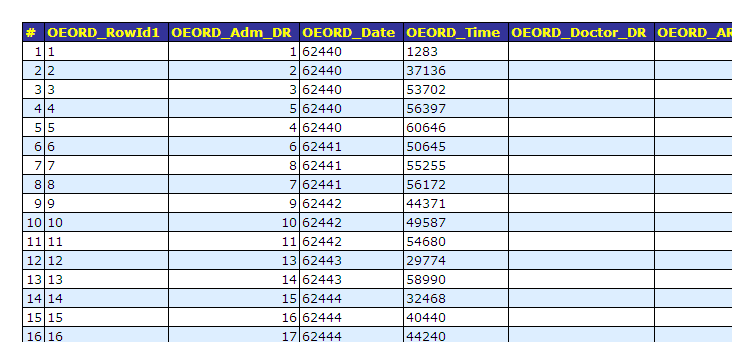 # OEORD_RowId1 OEORD_Adm_DR OEORD_Date OEORD_Time OEORD_Doctor_DR OEORD_AR
1 1 1 62440 1283
2 2 2 62440 37136
3 3 3 62440 53702
4 4 5 62440 56397
5 5 4 62440 60646
6 6 6 62441 50645
7 7 8 62441 55255
8 8 7 62441 56172
9 9 9 62442 44371
10 10 10 62442 49587
11 11 11 62442 54680
12 12 13 62443 29774
13 13 14 62443 58990
14 14 15 62444 32468
15 15 16 62444 40440
16 16 17 62444 44240